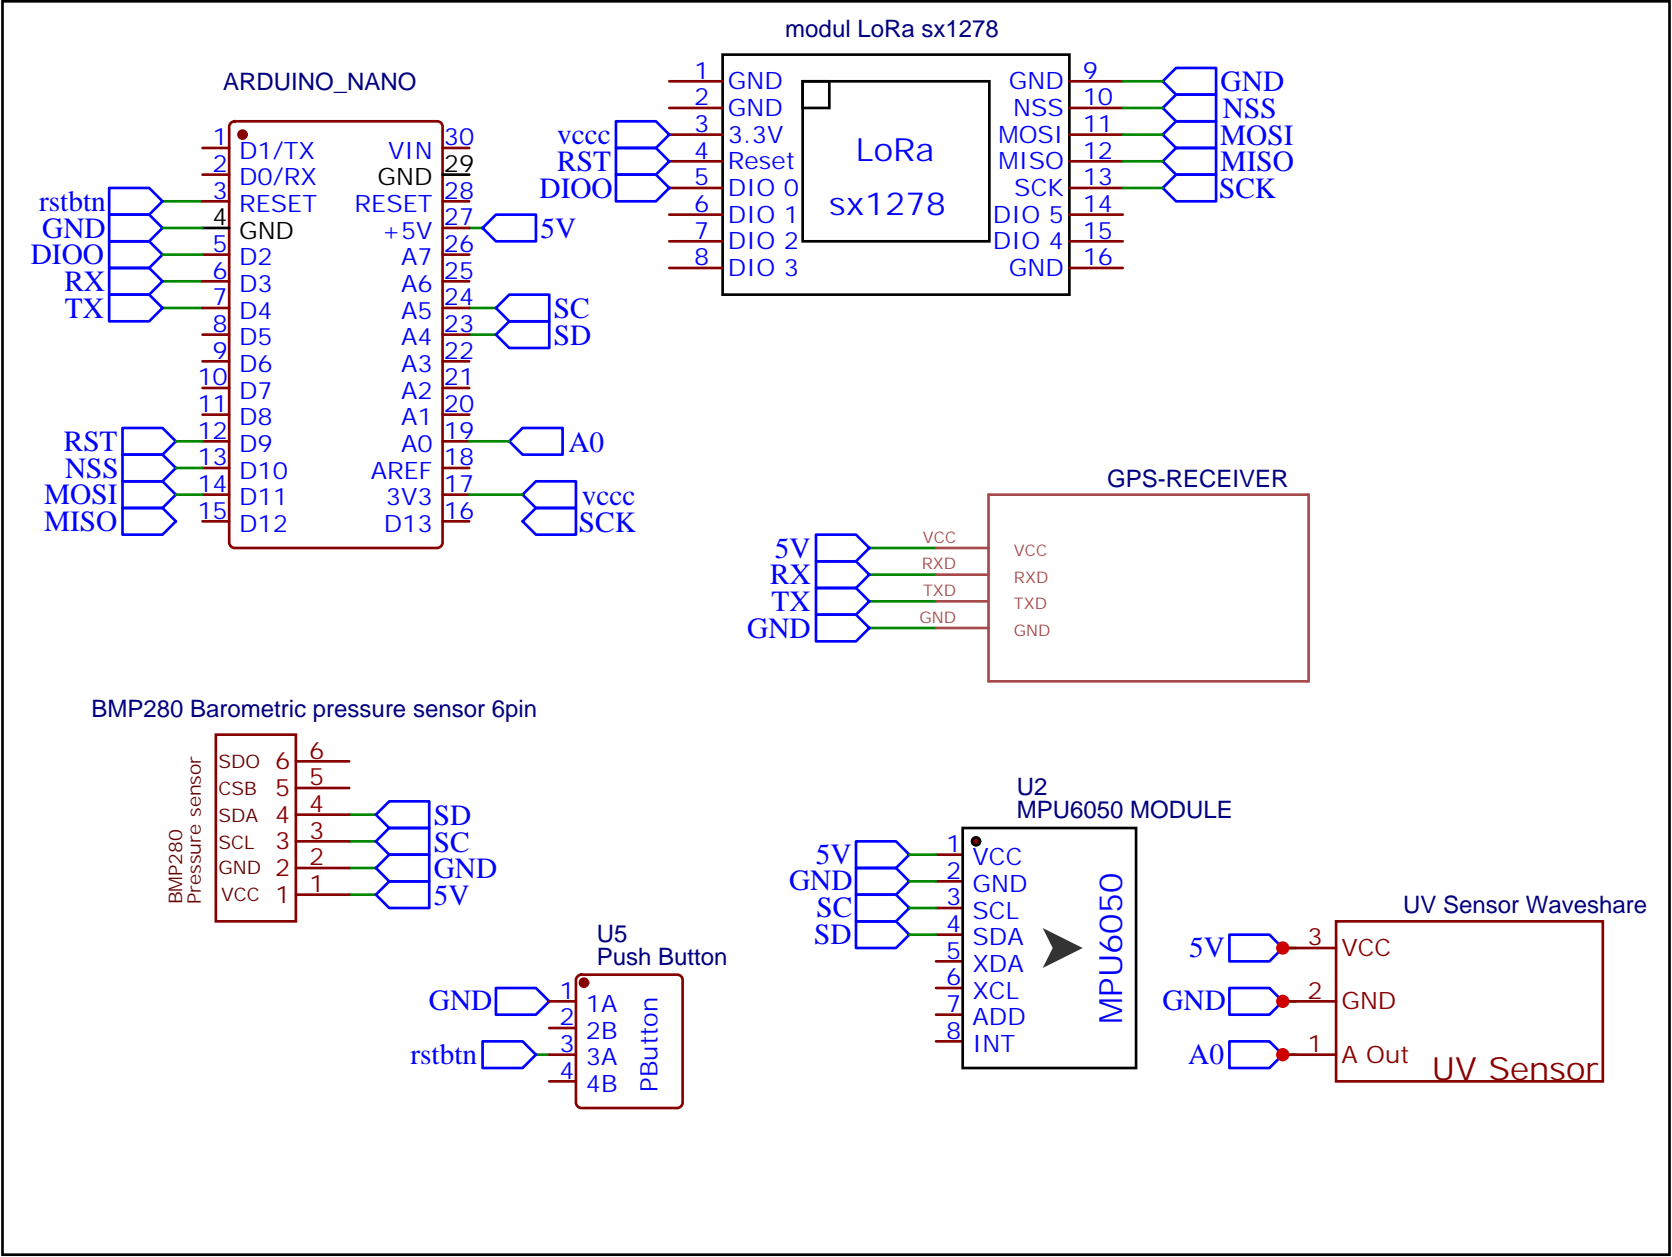 modul LoRa sx1278
ARDUINO_NANO
1 D1/TX VIN 30
2 D0/RX GND 29
rstbtn 3 RESET RESET 28
GND 4 GND +5V 27 5V
DIOO 5 D2 A7 26
RX 6 D3 A6 25
TX 7 D4 A5 24 SC
8 D5 A4 23 SD
9 D6 A3 22
10 D7 A2 21
11 D8 A1 20
RST 12 D9 A0 19 A0
NSS 13 D10 AREF 18
MOSI 14 D11 3V3 17 vccc
MISO 15 D12 D13 16 SCK
1 GND GND 9 GND
2 GND NSS 10 NSS
vccc 3 3.3V MOSI 11 MOSI
RST 4 Reset MISO 12 MISO
DIOO 5 DIO 0 SCK 13 SCK
6 DIO 1 DIO 5 14
7 DIO 2 DIO 4 15
8 DIO 3 GND 16
LoRa
sx1278
GPS-RECEIVER
5V VCC VCC
RX RXD RXD
TX TXD TXD
GND GND GND
BMP280 Barometric pressure sensor 6pin
BMP280
Pressure sensor
SDO 6 6
CSB 5 5
SDA 4 4 SD
SCL 3 3 SC
GND 2 2 GND
VCC 1 1 5V
U5
Push Button
GND 1 1A
2 2B
rstbtn 3 3A
4 4B
PButton
U2
MPU6050 MODULE
5V 1 VCC
GND 2 GND
SC 3 SCL
SD 4 SDA
5 XDA
6 XCL
7 ADD
8 INT
MPU6050
UV Sensor Waveshare
5V 3 VCC
GND 2 GND
A0 1 A Out
UV Sensor